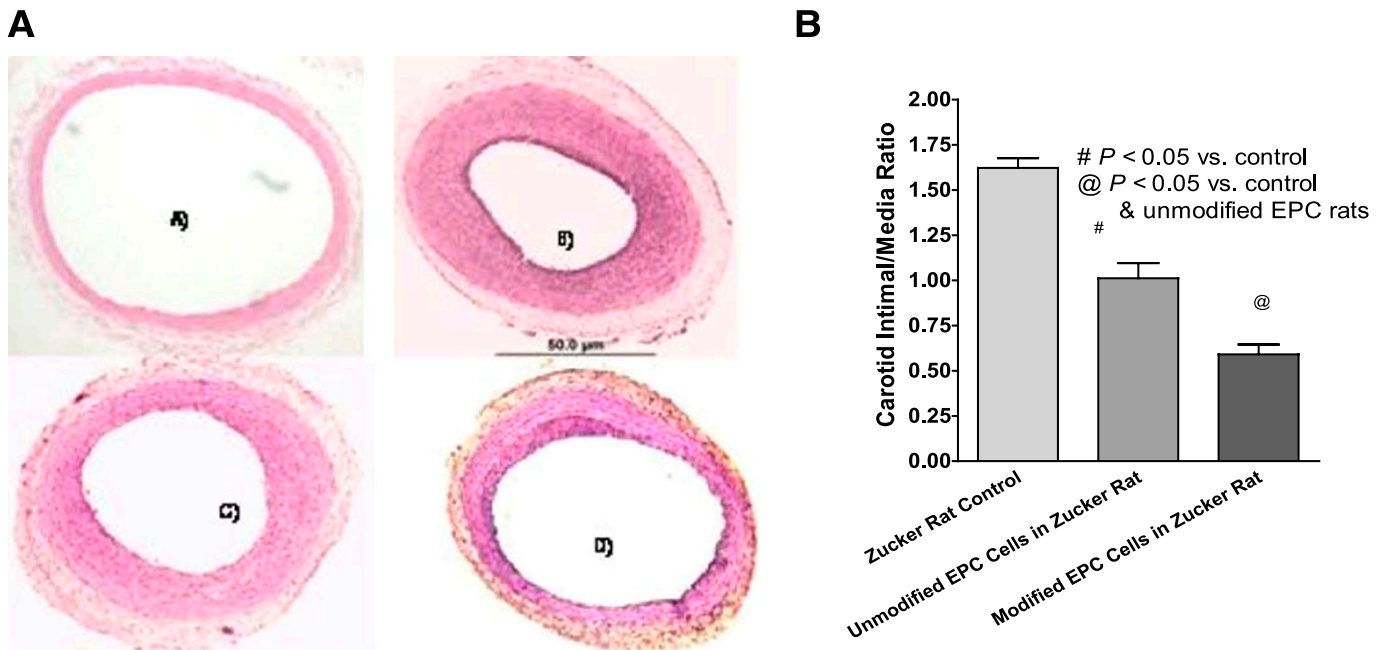 A
A)
B)
50.0 µm
C)
D)
B
Carotid Intimal/Media Ratio
2.00
1.75
1.50
1.25
1.00
0.75
0.50
0.25
0.00
# P < 0.05 vs. control
@ P < 0.05 vs. control
& unmodified EPC rats
#
@
Zucker Rat Control
Unmodified EPC Cells in Zucker Rat
Modified EPC Cells in Zucker Rat